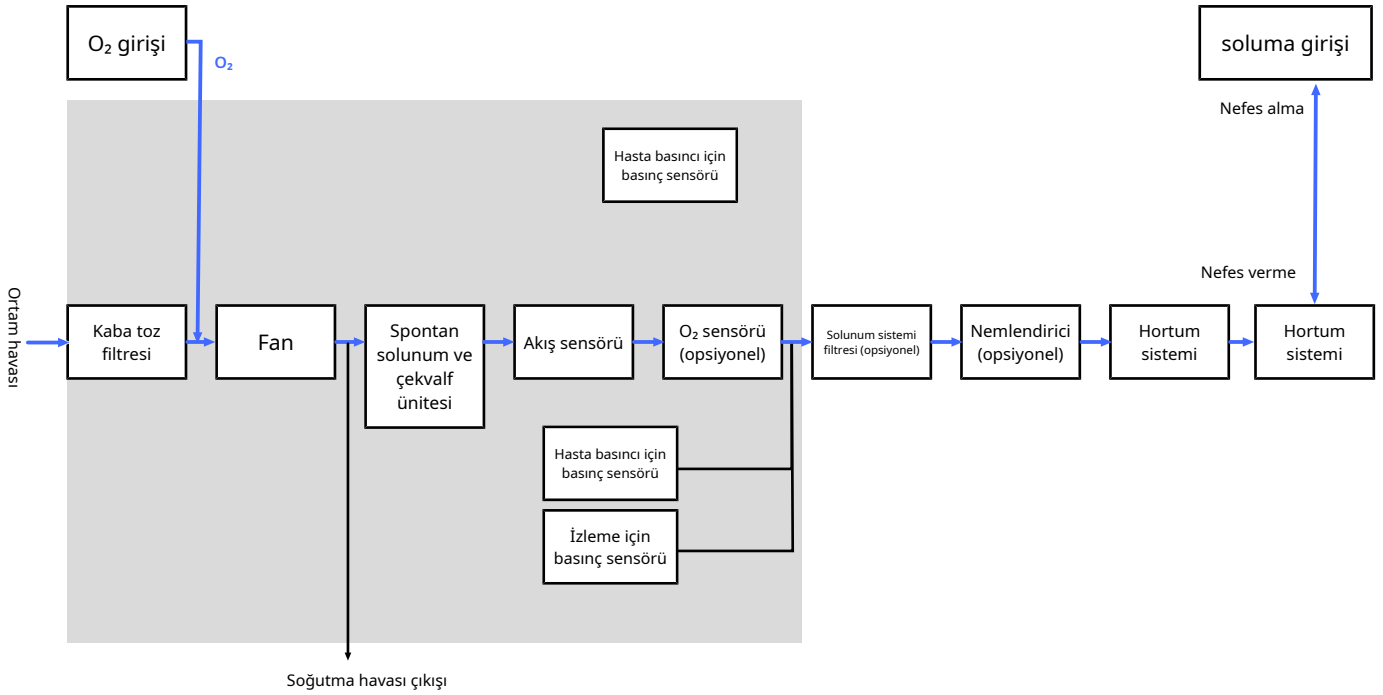 O₂ girişi
O₂
soluma girişi
Nefes alma
Hasta basıncı için
basınç sensörü
Nefes verme
Ortam havası
Kaba toz
filtresi
Fan
Spontan
solunum ve
çekvalf
ünitesi
Akış sensörü
O₂ sensörü
(opsiyonel)
Solunum sistemi
filtresi (opsiyonel)
Nemlendirici
(opsiyonel)
Hortum
sistemi
Hortum
sistemi
Hasta basıncı için
basınç sensörü
İzleme için
basınç sensörü
Soğutma havası çıkışı